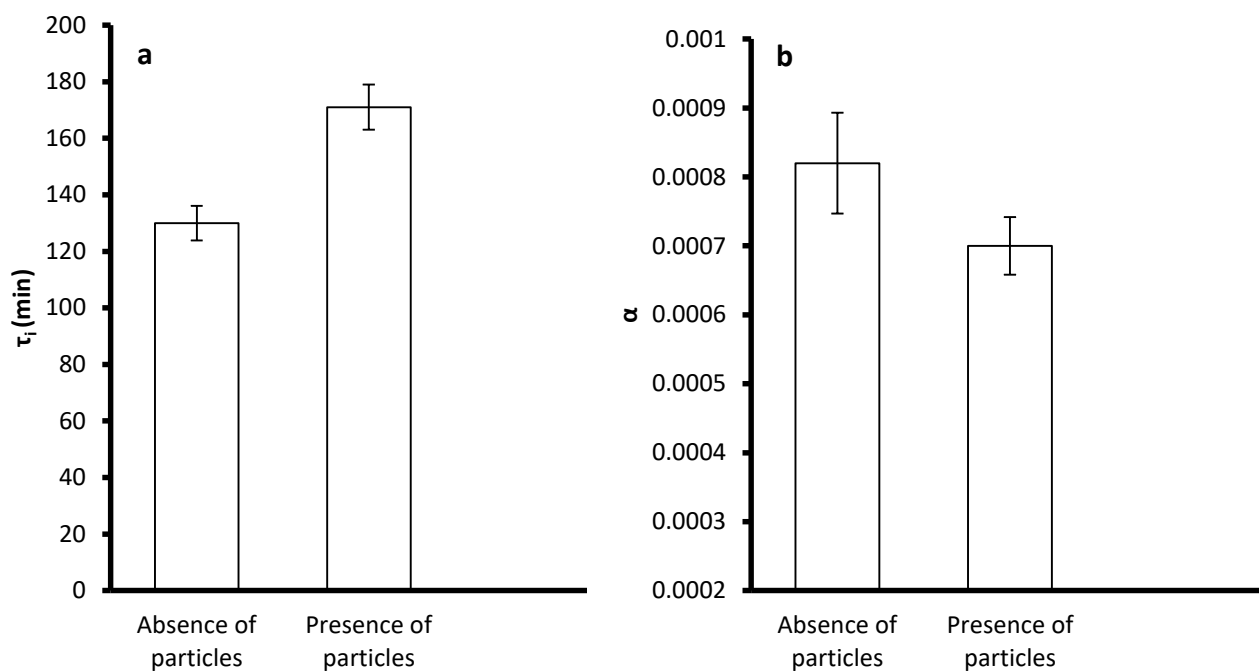 a
200
180
160
140
120
100
80
60
40
20
0
τi (min)
Absence of
particles
Presence of
particles
b
0.001
0.0009
0.0008
0.0007
0.0006
0.0005
0.0004
0.0003
0.0002
α
Absence of
particles
Presence of
particles